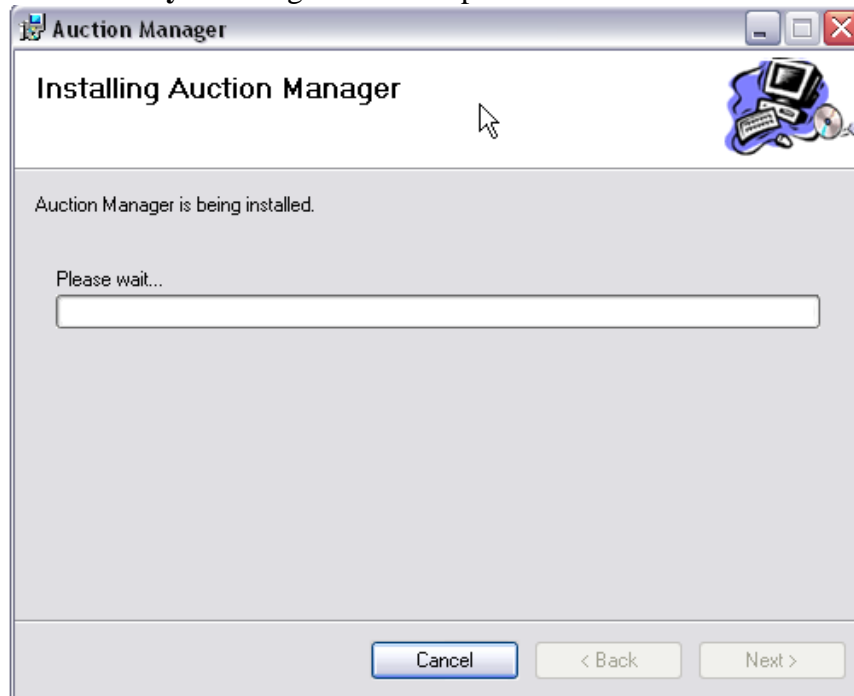 Auction Manager
Installing Auction Manager
Auction Manager is being installed.
Please wait...
Cancel < Back Next >